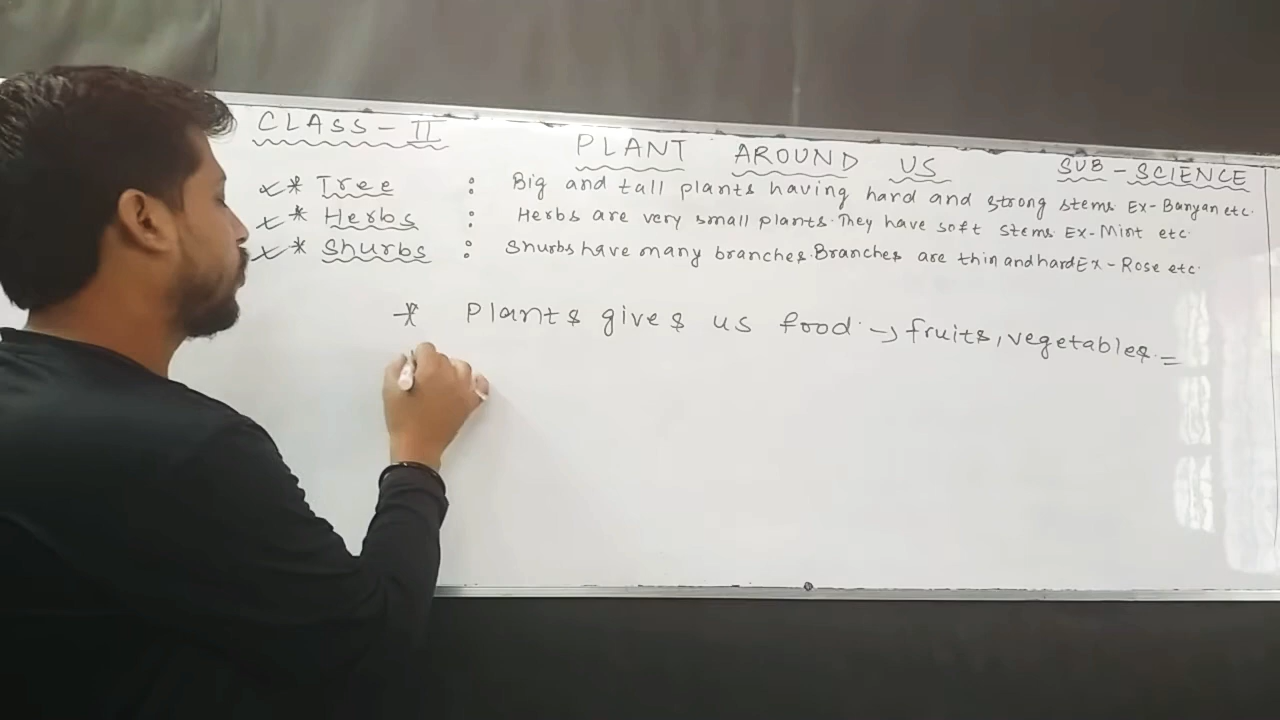 CLASS - II PLANT AROUND US SUB - SCIENCE
* Tree : Big and tall plants having hard and strong stems Ex - Banyan etc.
* Herbs : Herbs are very small plants. They have soft stems Ex - Mint etc.
* Shurbs : Shurbs have many branches. Branches are thin and hard Ex - Rose etc.
* Plants gives us food. → fruits, vegetables. =